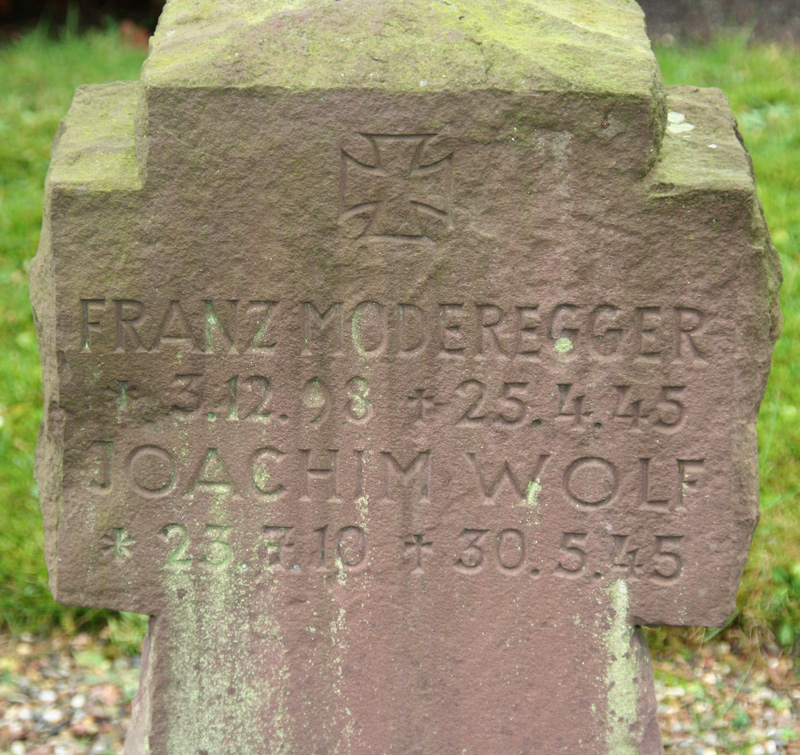 FRANZ MODEREGGER
* 3.12.98 † 25.4.45
JOACHIM WOLF
* 23.7.10 † 30.5.45